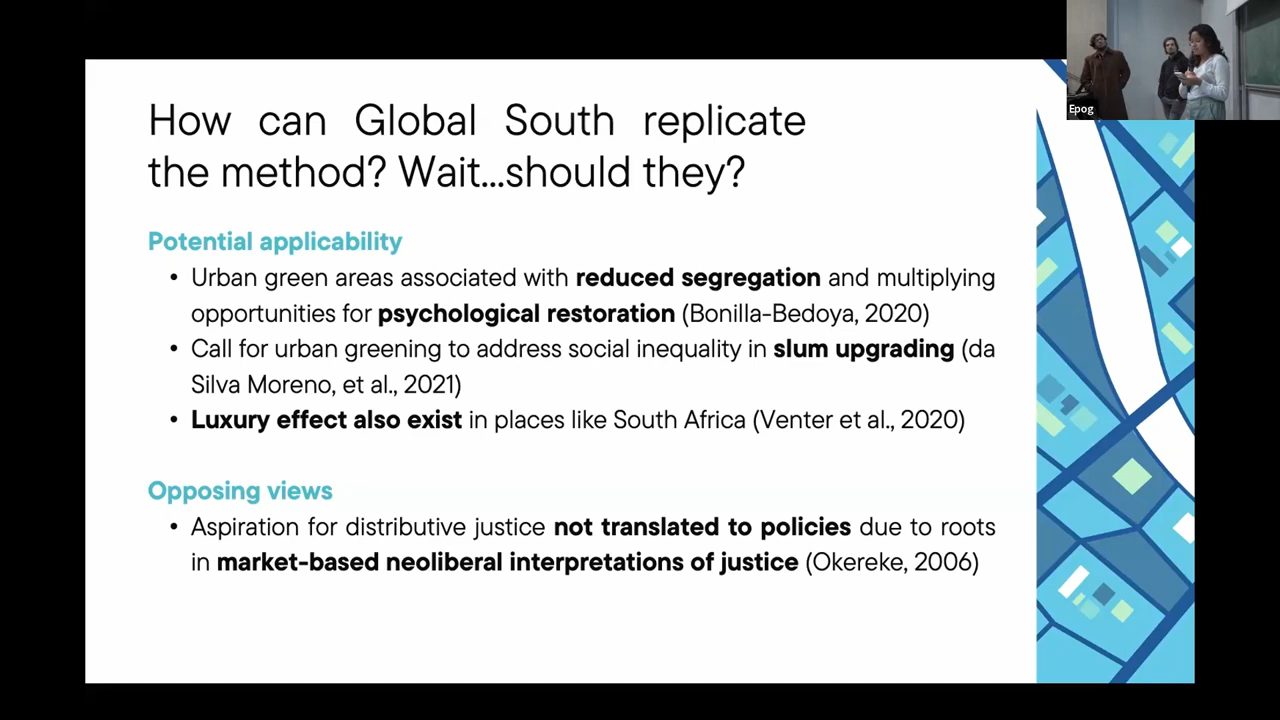 How can Global South replicate
the method? Wait...should they?
Potential applicability
• Urban green areas associated with reduced segregation and multiplying
opportunities for psychological restoration (Bonilla-Bedoya, 2020)
• Call for urban greening to address social inequality in slum upgrading (da
Silva Moreno, et al., 2021)
• Luxury effect also exist in places like South Africa (Venter et al., 2020)
Opposing views
• Aspiration for distributive justice not translated to policies due to roots
in market-based neoliberal interpretations of justice (Okereke, 2006)
Epog